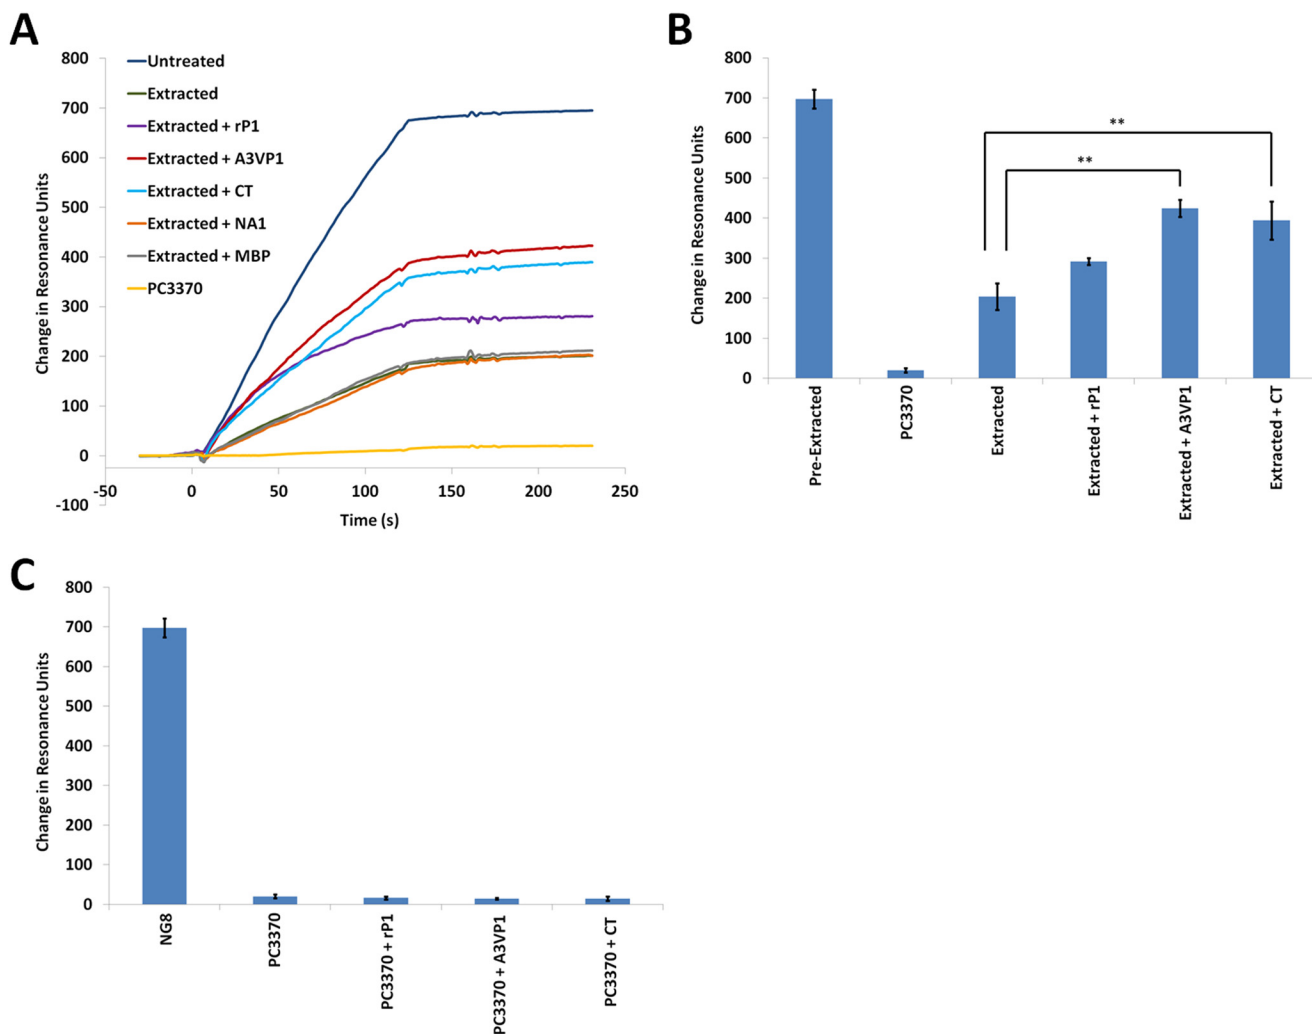 A
Change in Resonance Units
800
700
600
500
400
300
200
100
0
-100
-50
0
50
100
150
200
250
Time (s)
Untreated
Extracted
Extracted + rP1
Extracted + A3VP1
Extracted + CT
Extracted + NA1
Extracted + MBP
PC3370
B
Change in Resonance Units
800
700
600
500
400
300
200
100
0
**
**
Pre-Extracted
PC3370
Extracted
Extracted + rP1
Extracted + A3VP1
Extracted + CT
C
Change in Resonance Units
800
700
600
500
400
300
200
100
0
NG8
PC3370
PC3370 + rP1
PC3370 + A3VP1
PC3370 + CT